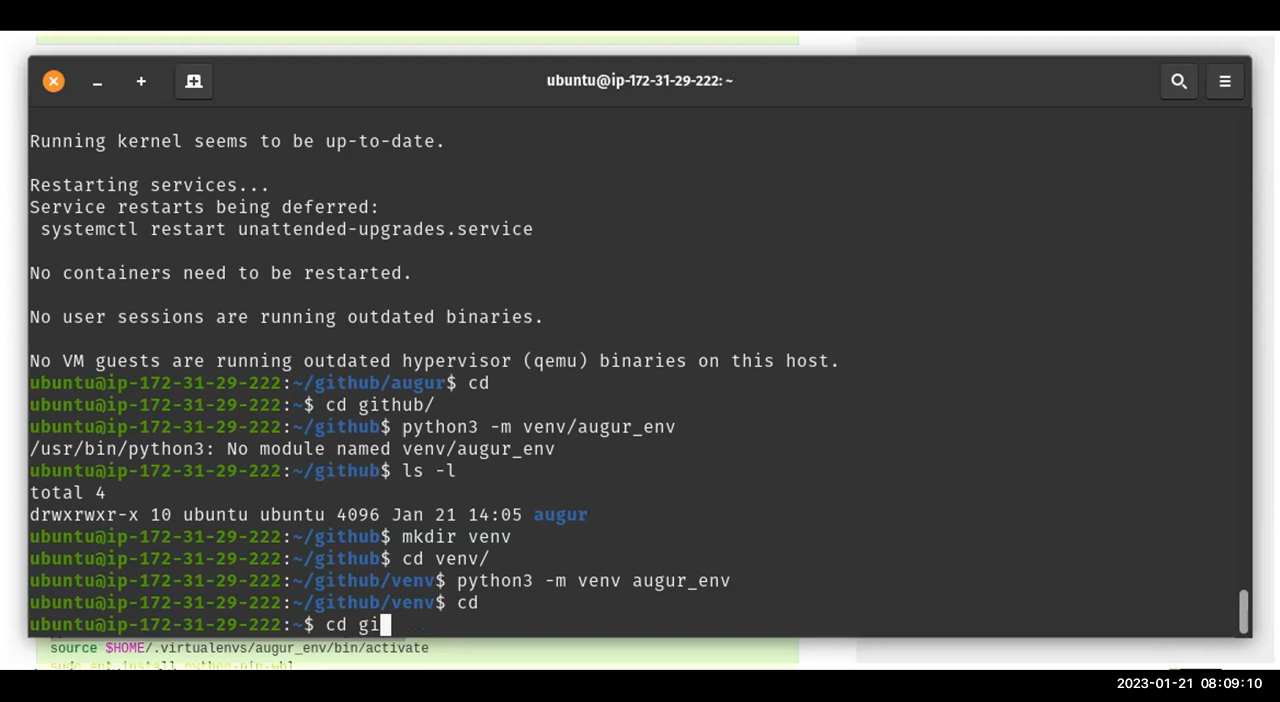 ubuntu@ip-172-31-29-222: ~
Running kernel seems to be up-to-date.
Restarting services...
Service restarts being deferred:
 systemctl restart unattended-upgrades.service
No containers need to be restarted.
No user sessions are running outdated binaries.
No VM guests are running outdated hypervisor (qemu) binaries on this host.
ubuntu@ip-172-31-29-222:~/github/augur$ cd
ubuntu@ip-172-31-29-222:~$ cd github/
ubuntu@ip-172-31-29-222:~/github$ python3 -m venv/augur_env
/usr/bin/python3: No module named venv/augur_env
ubuntu@ip-172-31-29-222:~/github$ ls -l
total 4
drwxrwxr-x 10 ubuntu ubuntu 4096 Jan 21 14:05 augur
ubuntu@ip-172-31-29-222:~/github$ mkdir venv
ubuntu@ip-172-31-29-222:~/github$ cd venv/
ubuntu@ip-172-31-29-222:~/github/venv$ python3 -m venv augur_env
ubuntu@ip-172-31-29-222:~/github/venv$ cd
ubuntu@ip-172-31-29-222:~$ cd gi
source $HOME/.virtualenvs/augur_env/bin/activate
sudo apt install
2023-01-21 08:09:10